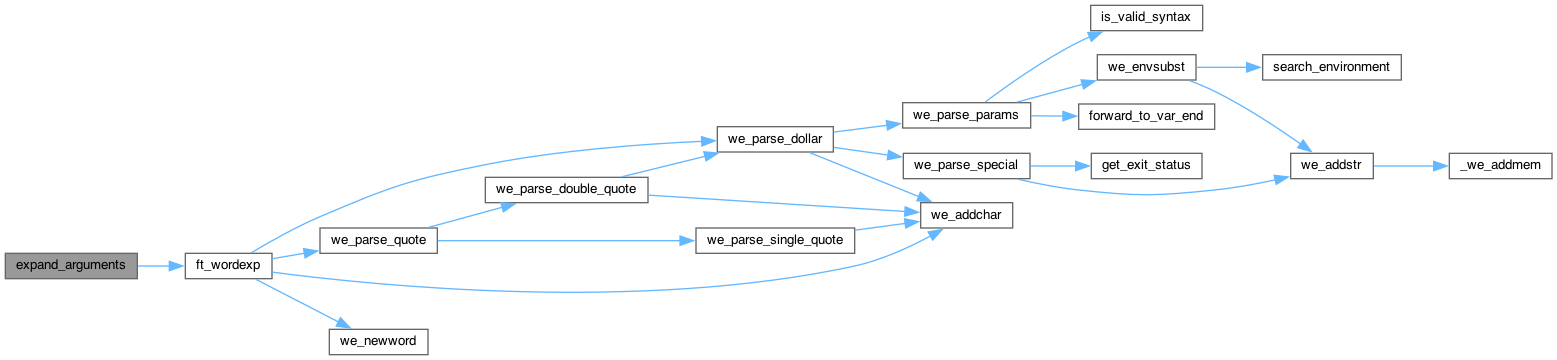 expand_arguments
ft_wordexp
we_parse_quote
we_newword
we_parse_double_quote
we_parse_single_quote
we_parse_dollar
we_parse_params
we_parse_special
we_addchar
is_valid_syntax
we_envsubst
forward_to_var_end
get_exit_status
search_environment
we_addstr
_we_addmem